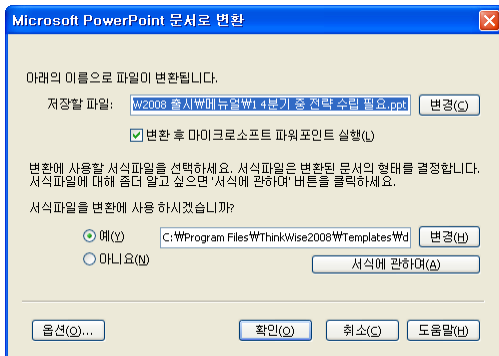 Microsoft PowerPoint 문서로 변환
아래의 이름으로 파일이 변환됩니다.
저장할 파일: ₩2008 출시₩메뉴얼₩1 4분기 중 전략 수립 필요.ppt 변경(C)
변환 후 마이크로소프트 파워포인트 실행(L)
변환에 사용할 서식파일을 선택하세요. 서식파일은 변환된 문서의 형태를 결정합니다.
서식파일에 대해 좀더 알고 싶으면 '서식에 관하여' 버튼을 클릭하세요.
서식파일을 변환에 사용 하시겠습니까?
예(Y) C:₩Program Files₩ThinkWise2008₩Templates₩d 변경(H)
아니요(N) 서식에 관하여(A)
옵션(O)... 확인(O) 취소(C) 도움말(H)